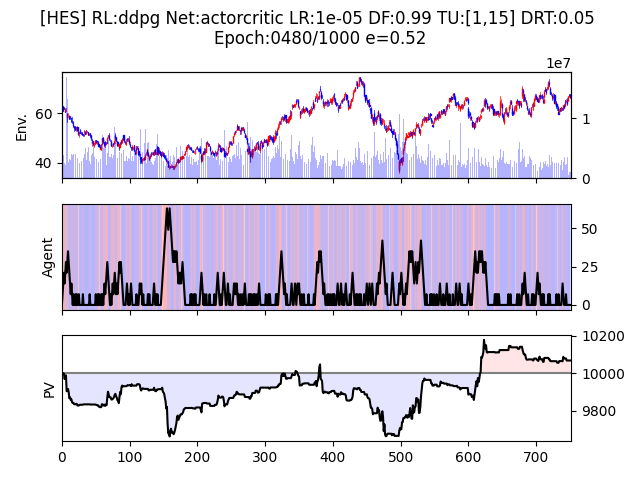 [HES] RL:ddpg Net:actorcritic LR:1e-05 DF:0.99 TU:[1,15] DRT:0.05
Epoch:0480/1000 e=0.52
1e7
Env.
60
40
1
0
Agent
50
25
0
PV
10200
10000
9800
0 100 200 300 400 500 600 700